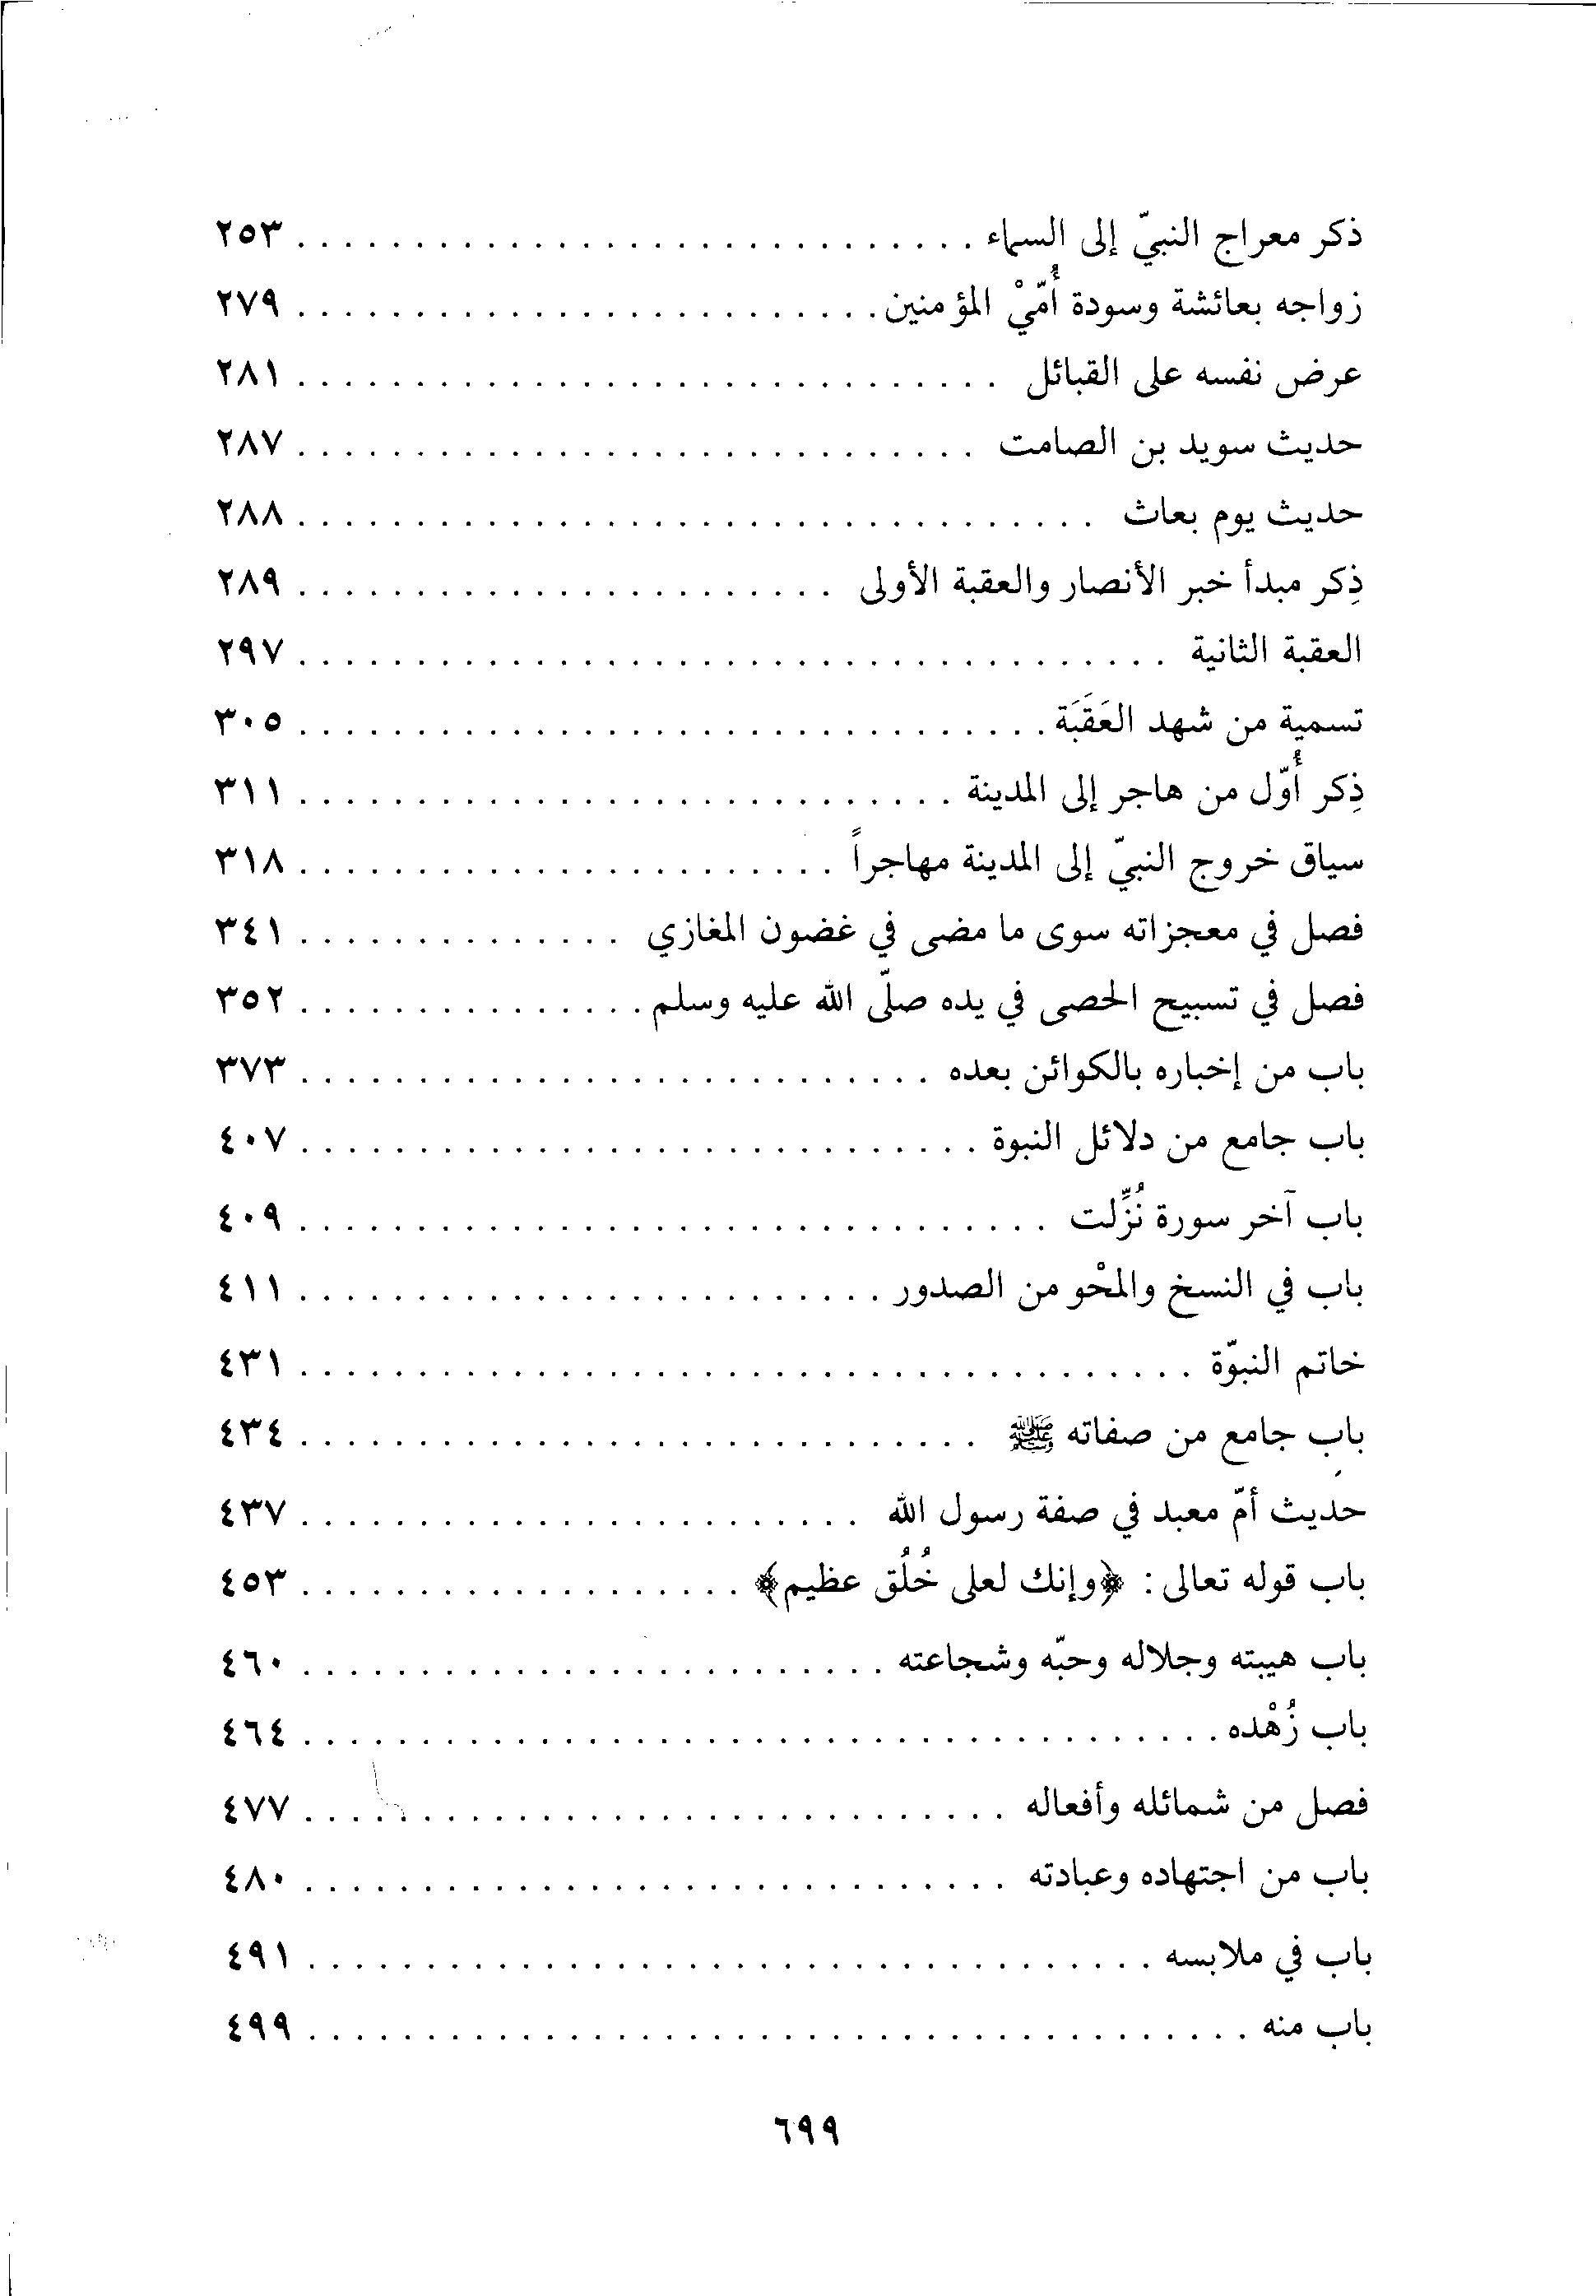 ذكر معراج النبيّ إلى السماء . . . . . . . . . . . . . . . . . . . . . . . . . . . . . ٢٥٣
زواجه بعائشة وسودة أُمّيْ المؤمنين . . . . . . . . . . . . . . . . . . . . . . . . . ٢٧٩
عرض نفسه على القبائل . . . . . . . . . . . . . . . . . . . . . . . . . . . . . . ٢٨١
حديث سويد بن الصامت . . . . . . . . . . . . . . . . . . . . . . . . . . . . . ٢٨٧
حديث يوم بعاث . . . . . . . . . . . . . . . . . . . . . . . . . . . . . . . . . . ٢٨٨
ذِكر مبدأ خبر الأنصار والعقبة الأولى . . . . . . . . . . . . . . . . . . . . . . . ٢٨٩
العقبة الثانية . . . . . . . . . . . . . . . . . . . . . . . . . . . . . . . . . . . . . ٢٩٧
تسمية من شهد العَقَبَة . . . . . . . . . . . . . . . . . . . . . . . . . . . . . . . . ٣٠٥
ذِكر أُوّل من هاجر إلى المدينة . . . . . . . . . . . . . . . . . . . . . . . . . . . . ٣١١
سياق خروج النبيّ إلى المدينة مهاجراً . . . . . . . . . . . . . . . . . . . . . . . ٣١٨
فصل في معجزاته سوى ما مضى في غضون المغازي . . . . . . . . . . . . . . ٣٤١
فصل في تسبيح الحصى في يده صلّى الله عليه وسلم . . . . . . . . . . . . . . . ٣٥٢
باب من إخباره بالكوائن بعده . . . . . . . . . . . . . . . . . . . . . . . . . . . ٣٧٣
باب جامع من دلائل النبوة . . . . . . . . . . . . . . . . . . . . . . . . . . . . . ٤٠٧
باب آخر سورة نُزِّلت . . . . . . . . . . . . . . . . . . . . . . . . . . . . . . . . ٤٠٩
باب في النسخ والمحْو من الصدور . . . . . . . . . . . . . . . . . . . . . . . . . ٤١١
خاتم النبوّة . . . . . . . . . . . . . . . . . . . . . . . . . . . . . . . . . . . . . . ٤٣١
باب جامع من صفاته ﷺ . . . . . . . . . . . . . . . . . . . . . . . . . . . . . ٤٣٤
حديث أمّ معبد في صفة رسول الله . . . . . . . . . . . . . . . . . . . . . . . . ٤٣٧
باب قوله تعالى : ﴿وإنك لعلى خُلُق عظيم﴾ . . . . . . . . . . . . . . . . . . . ٤٥٣
باب هيبته وجلاله وحبّه وشجاعته . . . . . . . . . . . . . . . . . . . . . . . . . ٤٦٠
باب زُهْده . . . . . . . . . . . . . . . . . . . . . . . . . . . . . . . . . . . . . . . ٤٦٤
فصل من شمائله وأفعاله . . . . . . . . . . . . . . . . . . . . . . . . . . . . . . ٤٧٧
باب من اجتهاده وعبادته . . . . . . . . . . . . . . . . . . . . . . . . . . . . . . ٤٨٠
باب في ملابسه . . . . . . . . . . . . . . . . . . . . . . . . . . . . . . . . . . . . ٤٩١
باب منه . . . . . . . . . . . . . . . . . . . . . . . . . . . . . . . . . . . . . . . . ٤٩٩
٦٩٩